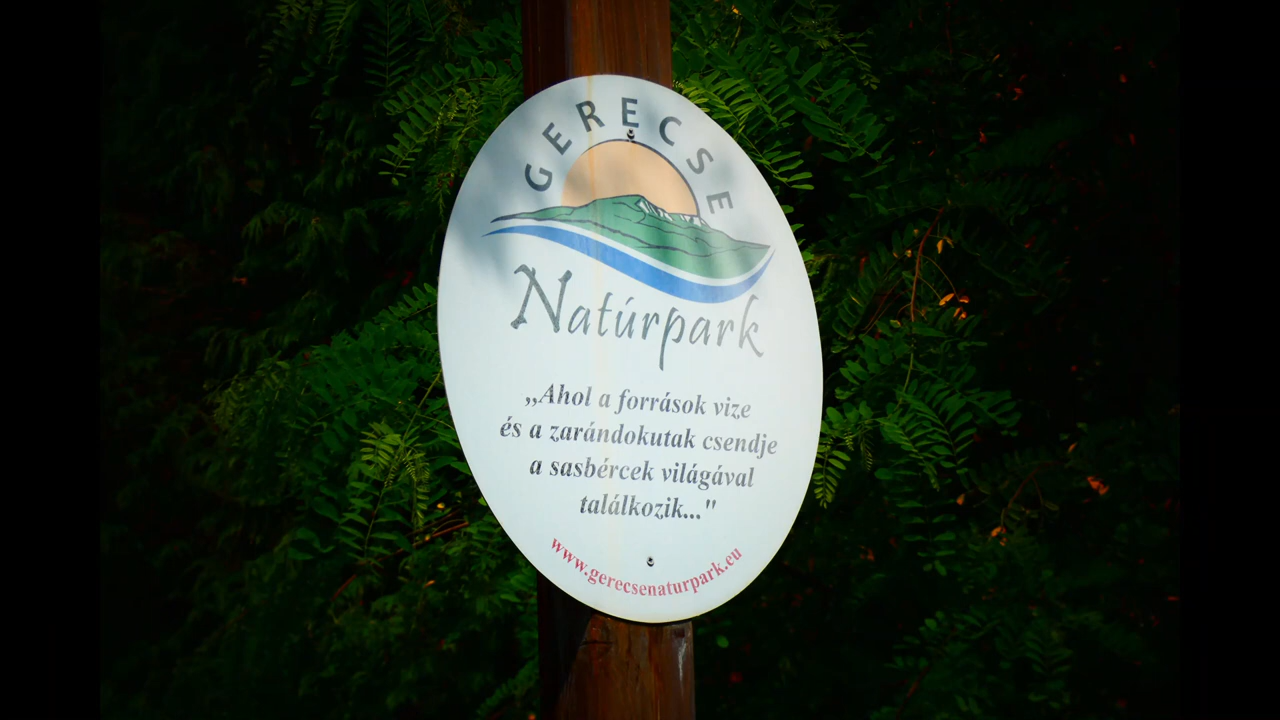 GERECSE
Natúrpark
„Ahol a források vize
és a zarándokutak csendje
a sasbércek világával
találkozik..."
www.gerecsenaturpark.eu